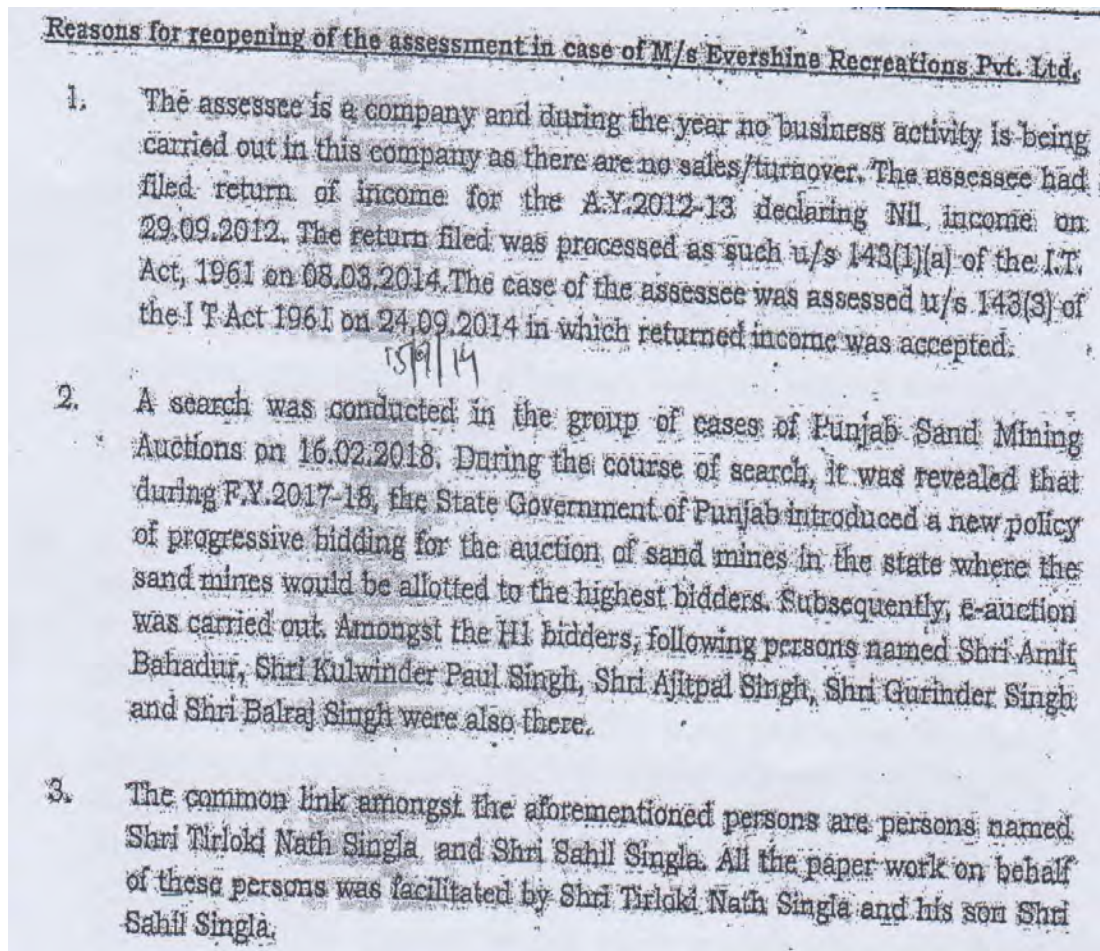 Reasons for reopening of the assessment in case of M/s Evershine Recreations Pvt. Ltd.
1. The assessee is a company and during the year no business activity is being
carried out in this company as there are no sales/turnover. The assessee had
filed return of income for the A.Y.2012-13 declaring Nil income on
29.09.2012. The return filed was processed as such u/s 143(1)(a) of the I.T.
Act, 1961 on 08.03.2014.The case of the assessee was assessed u/s 143(3) of
the I T Act 1961 on 24.09.2014 in which returned income was accepted.
15/9/14
2. A search was conducted in the group of cases of Punjab Sand Mining
Auctions on 16.02.2018. During the course of search, it was revealed that
during F.Y.2017-18, the State Government of Punjab introduced a new policy
of progressive bidding for the auction of sand mines in the state where the
sand mines would be allotted to the highest bidders. Subsequently, e-auction
was carried out. Amongst the H1 bidders, following persons named Shri Amit
Bahadur, Shri Kulwinder Paul Singh, Shri Ajitpal Singh, Shri Gurinder Singh
and Shri Balraj Singh were also there.
3. The common link amongst the aforementioned persons are persons named
Shri Tirloki Nath Singla and Shri Sahil Singla. All the paper work on behalf
of these persons was facilitated by Shri Tirloki Nath Singla and his son Shri
Sahil Singla.